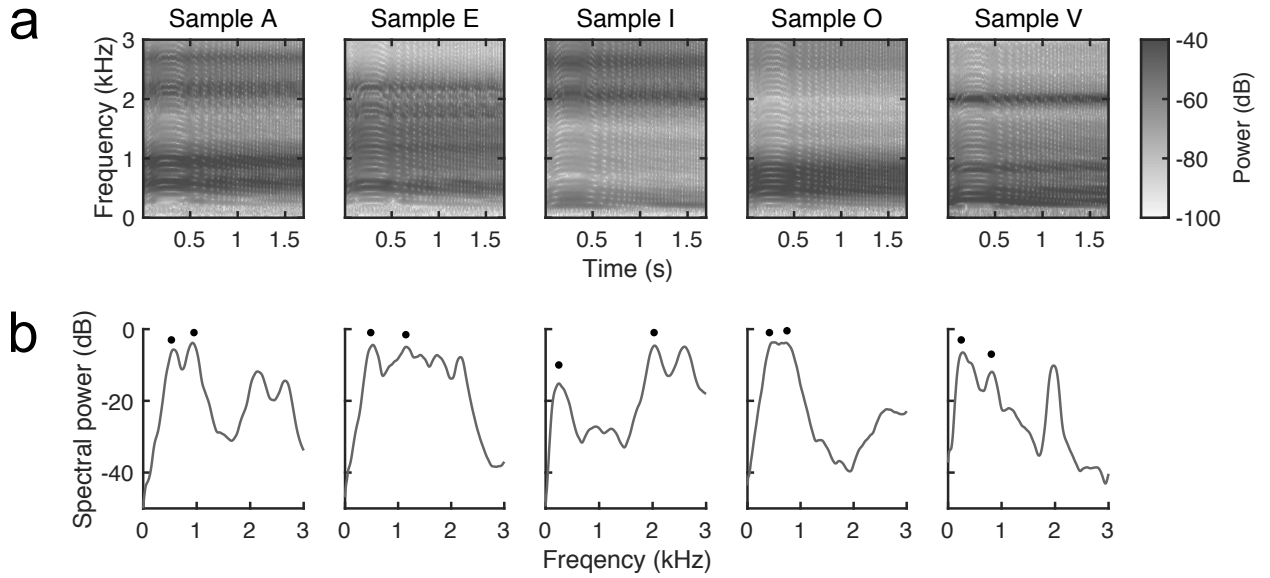 a
Sample A Sample E Sample I Sample O Sample V
Frequency (kHz)
3
2
1
0
0.5 1 1.5 0.5 1 1.5 0.5 1 1.5 0.5 1 1.5 0.5 1 1.5
Time (s)
-40
-60
-80
-100
Power (dB)
b
Spectral power (dB)
0
-20
-40
0 1 2 3 0 1 2 3 0 1 2 3 0 1 2 3 0 1 2 3
Freqency (kHz)